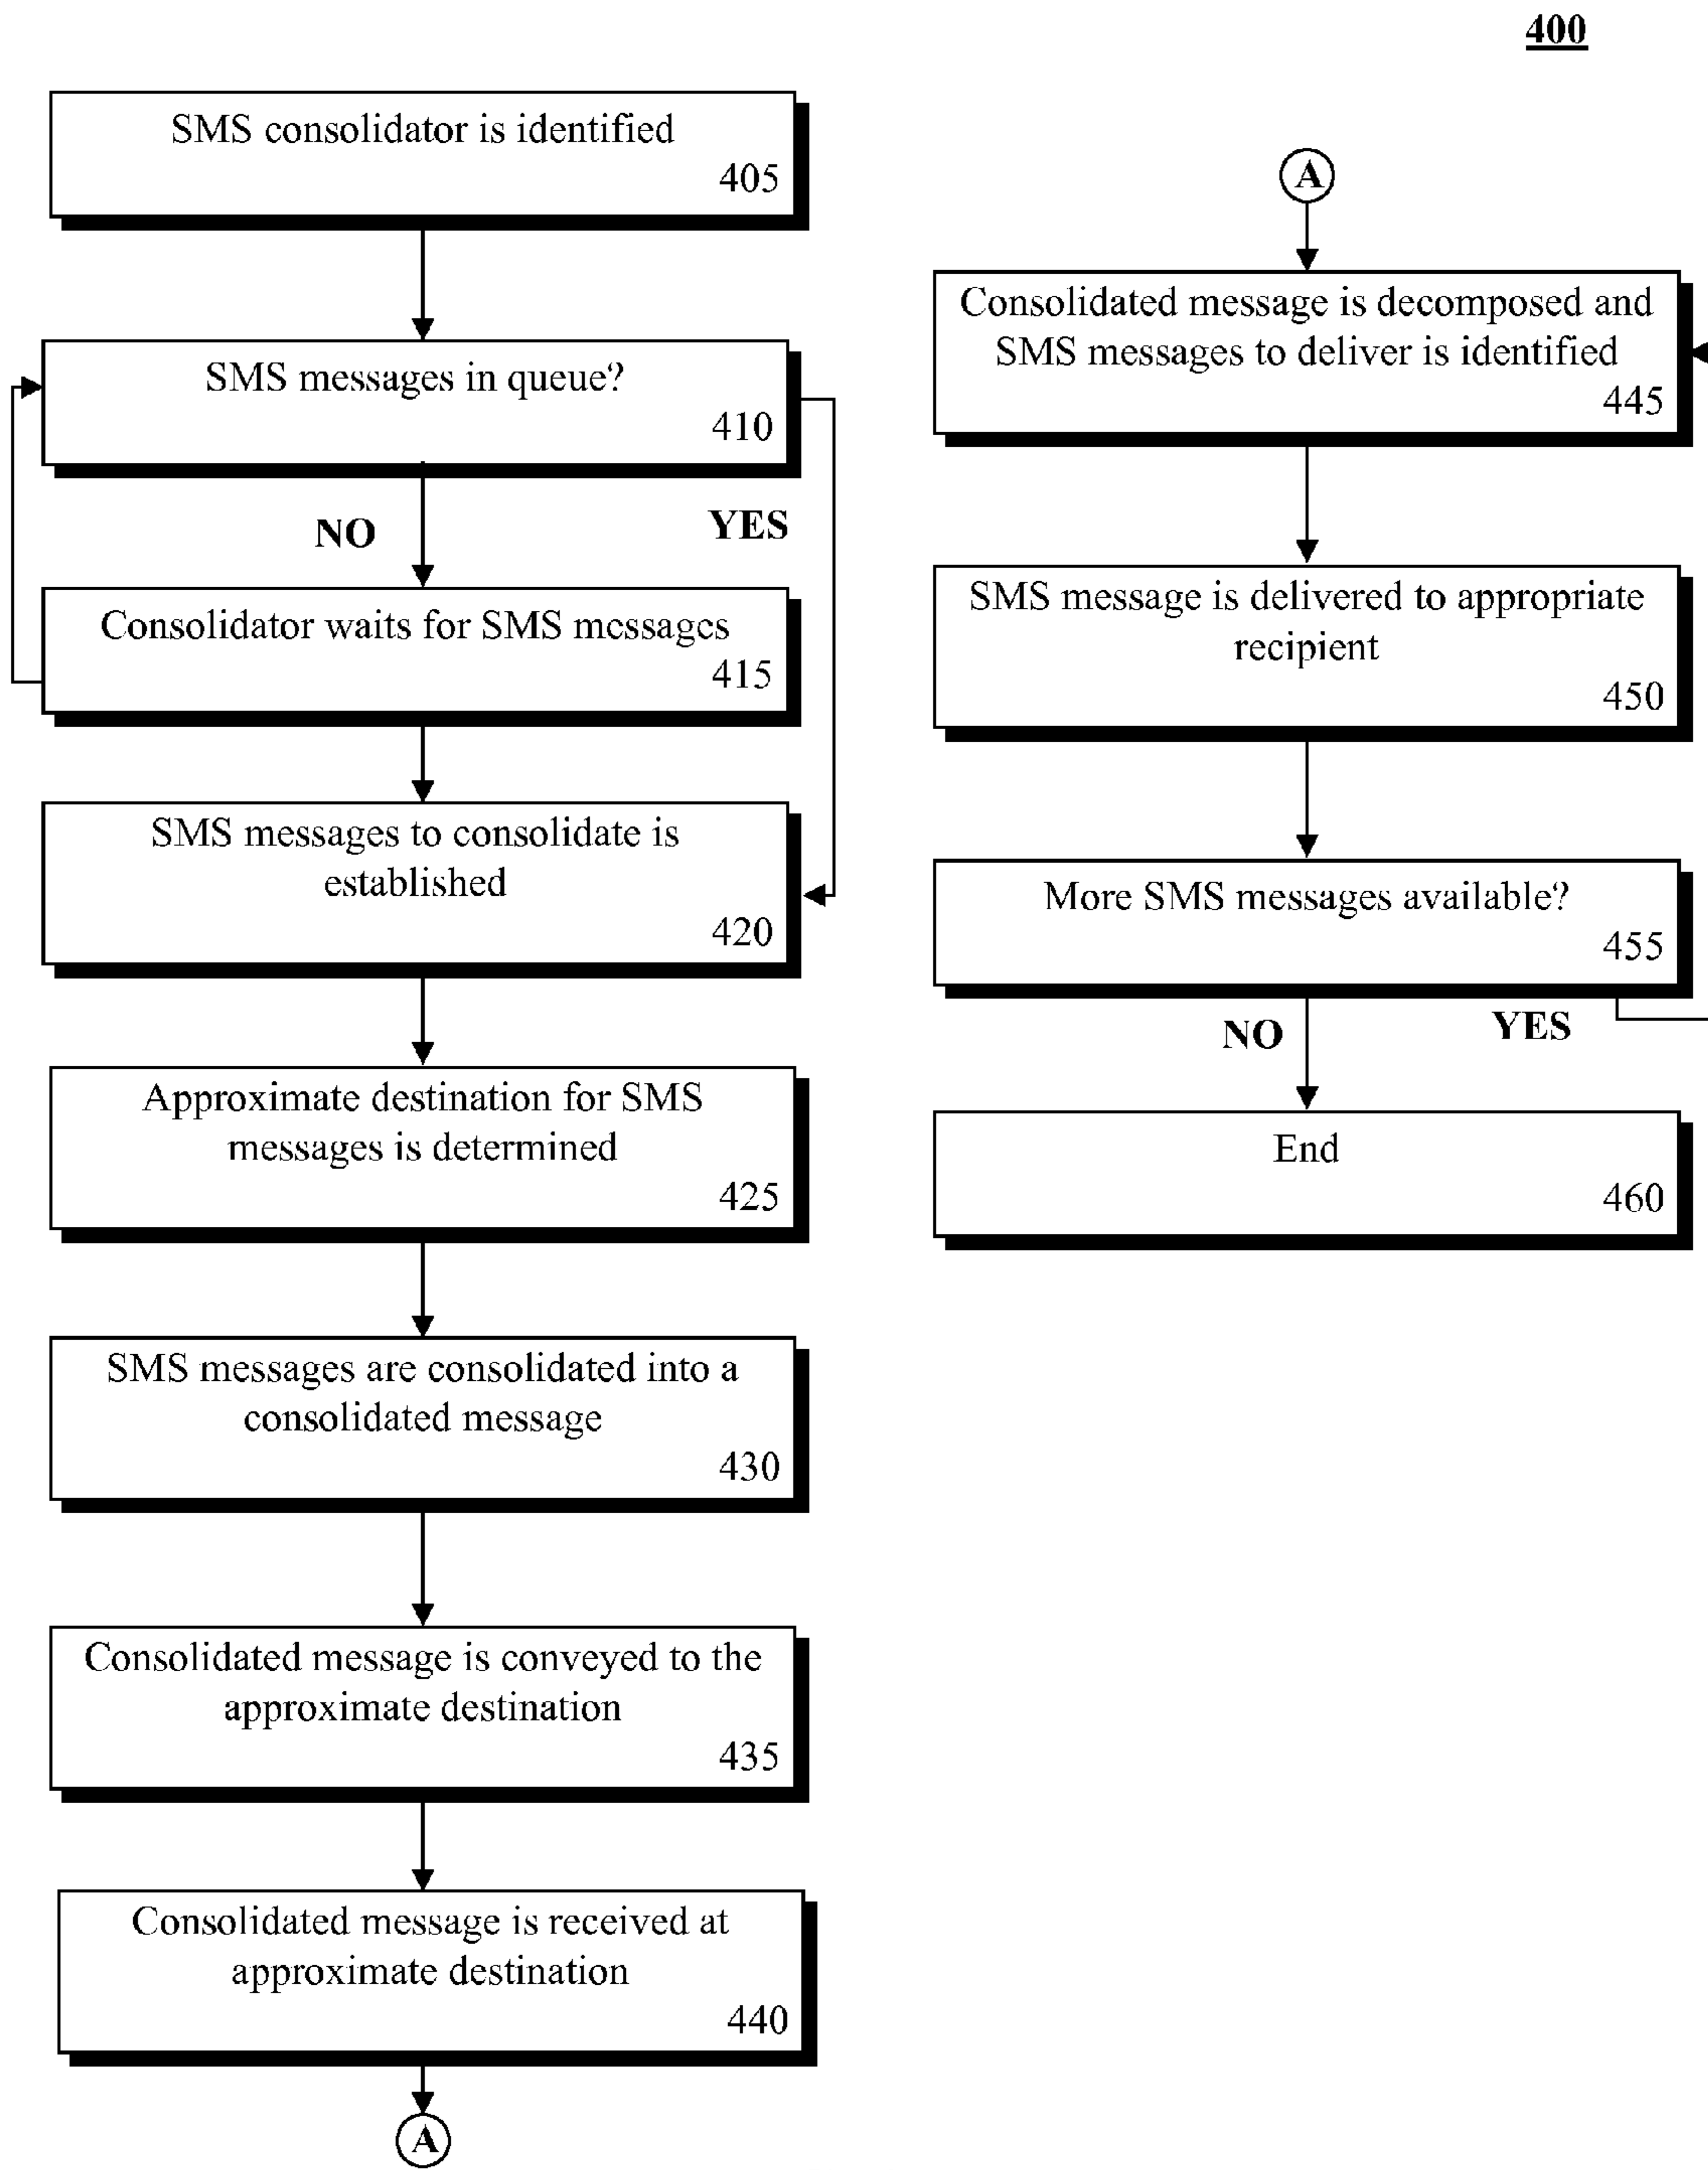 400
SMS consolidator is identified
405
SMS messages in queue?
410
NO
YES
Consolidator waits for SMS messages
415
SMS messages to consolidate is
established
420
Approximate destination for SMS
messages is determined
425
SMS messages are consolidated into a
consolidated message
430
Consolidated message is conveyed to the
approximate destination
435
Consolidated message is received at
approximate destination
440
A
A
Consolidated message is decomposed and
SMS messages to deliver is identified
445
SMS message is delivered to appropriate
recipient
450
More SMS messages available?
455
NO
YES
End
460